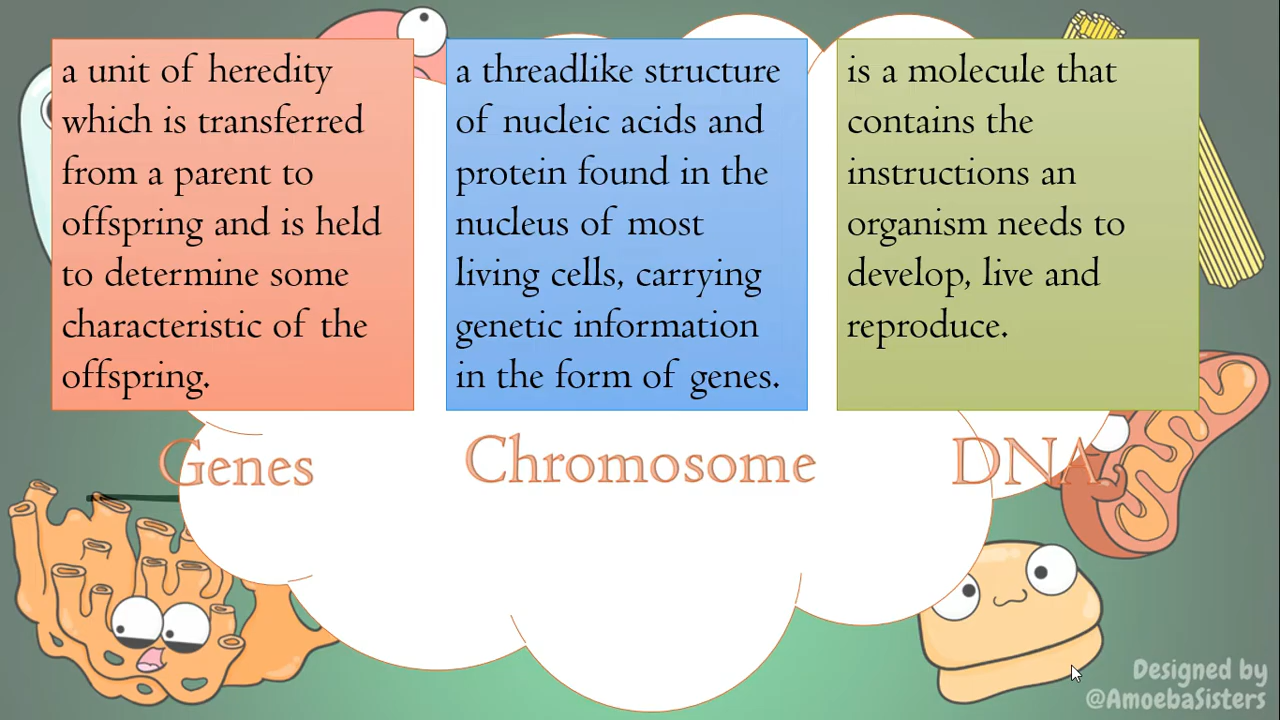 a unit of heredity
which is transferred
from a parent to
offspring and is held
to determine some
characteristic of the
offspring.
a threadlike structure
of nucleic acids and
protein found in the
nucleus of most
living cells, carrying
genetic information
in the form of genes.
is a molecule that
contains the
instructions an
organism needs to
develop, live and
reproduce.
Genes
Chromosome
DNA
Designed by
@AmoebaSisters